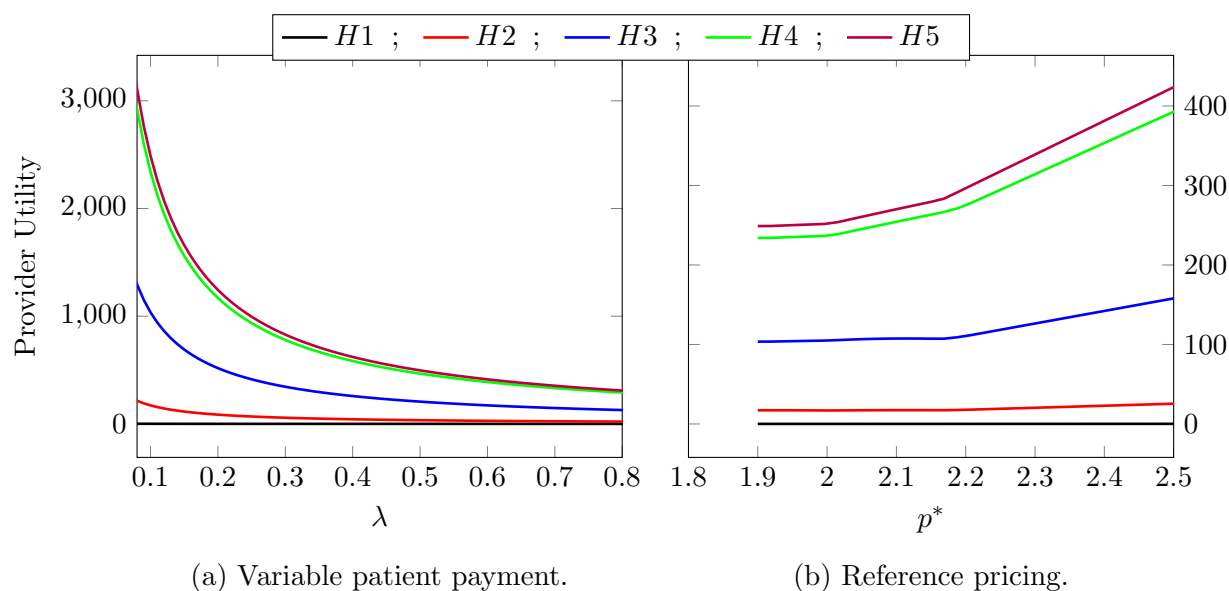 H1 ; H2 ; H3 ; H4 ; H5
3,000
2,000
1,000
0
Provider Utility
0.1 0.2 0.3 0.4 0.5 0.6 0.7 0.8
λ
(a) Variable patient payment.
400
300
200
100
0
1.8 1.9 2 2.1 2.2 2.3 2.4 2.5
p*
(b) Reference pricing.